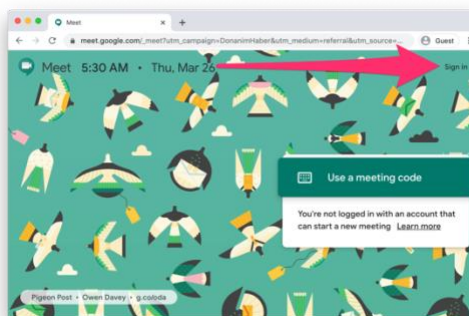 Meet
meet.google.com/_meet?utm_campaign=DonanimHaber&utm_medium=referral&utm_source=...
Guest
Meet 5:30 AM • Thu, Mar 26
Sign in
Use a meeting code
You're not logged in with an account that
can start a new meeting Learn more
Pigeon Post • Owen Davey • g.co/oda